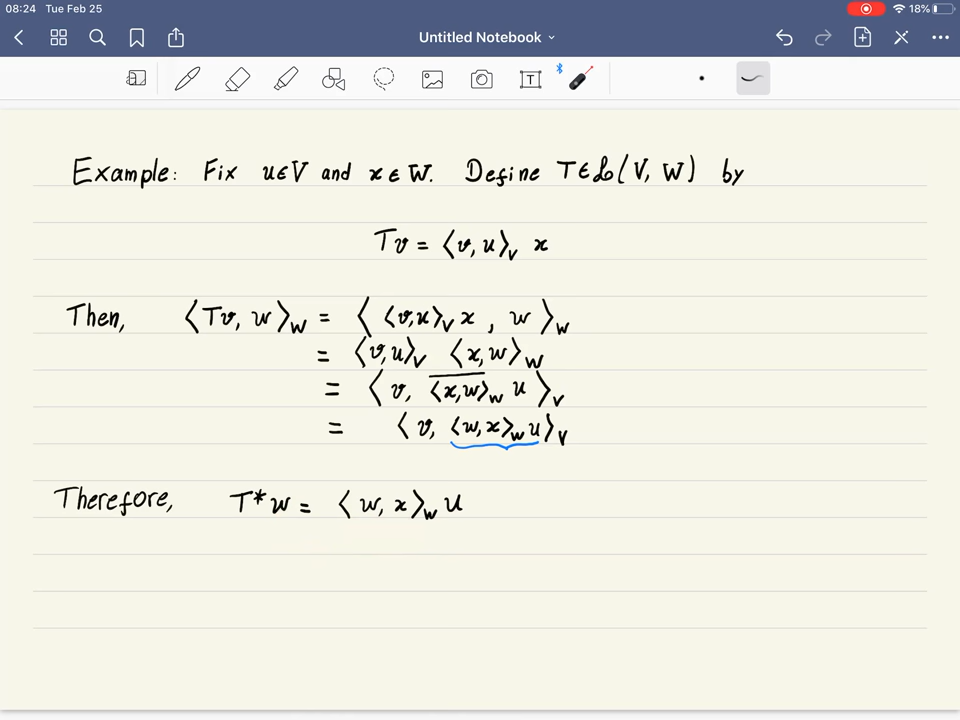 08:24 Tue Feb 25 18%
Untitled Notebook
T
Example: Fix u∈V and x∈W. Define T∈ℒ(V, W) by
Tv = ⟨v, u⟩_V x
Then, ⟨Tv, w⟩_W = ⟨ ⟨v,u⟩_V x , w ⟩_W
= ⟨v,u⟩_V ⟨x,w⟩_W
= ⟨ v, \overline{⟨x,w⟩_W} u ⟩_V
= ⟨ v, ⟨w,x⟩_W u ⟩_V
Therefore, T*w = ⟨ w, x ⟩_W u